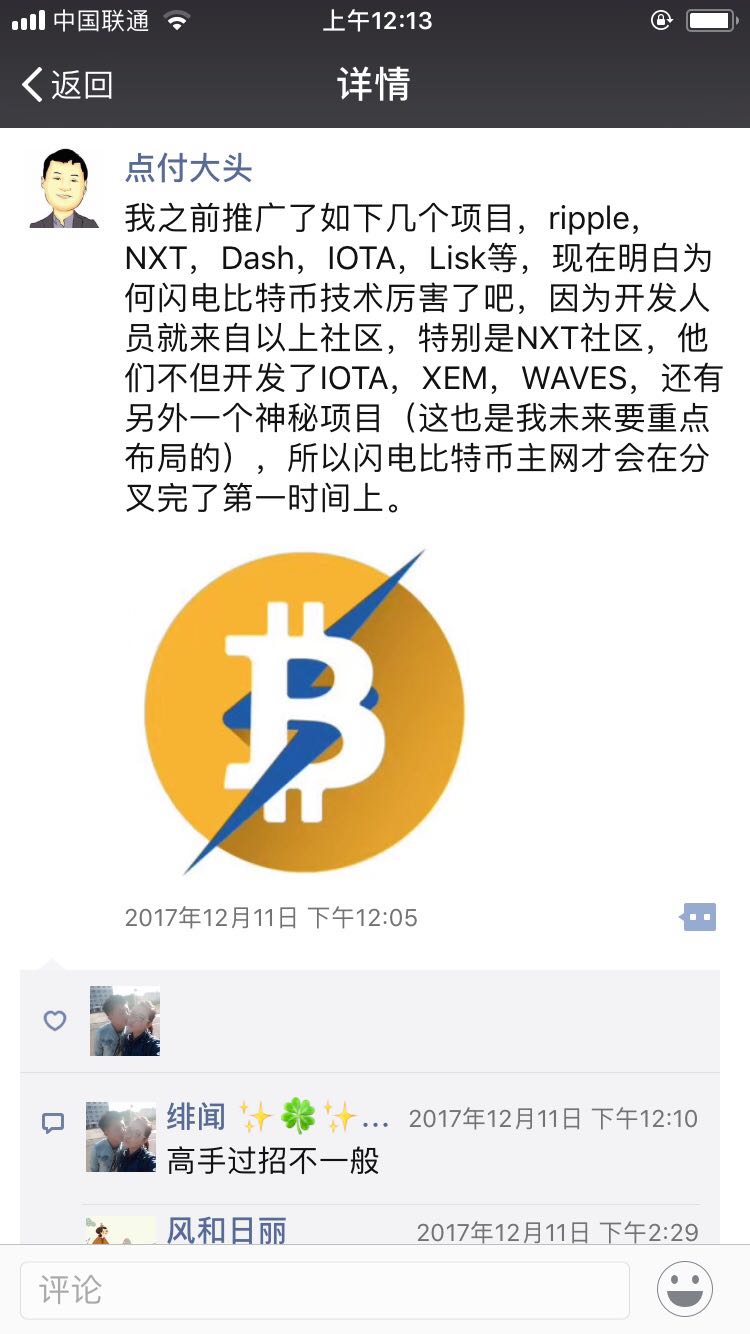 中国联通
上午12:13
返回
详情
点付大头
我之前推广了如下几个项目，ripple，
NXT，Dash，IOTA，Lisk等，现在明白为
何闪电比特币技术厉害了吧，因为开发人
员就来自以上社区，特别是NXT社区，他
们不但开发了IOTA，XEM，WAVES，还有
另外一个神秘项目（这也是我未来要重点
布局的），所以闪电比特币主网才会在分
叉完了第一时间上。
2017年12月11日 下午12:05
绯闻 ✨🍀✨... 2017年12月11日 下午12:10
高手过招不一般
风和日丽 2017年12月11日 下午2:29
评论